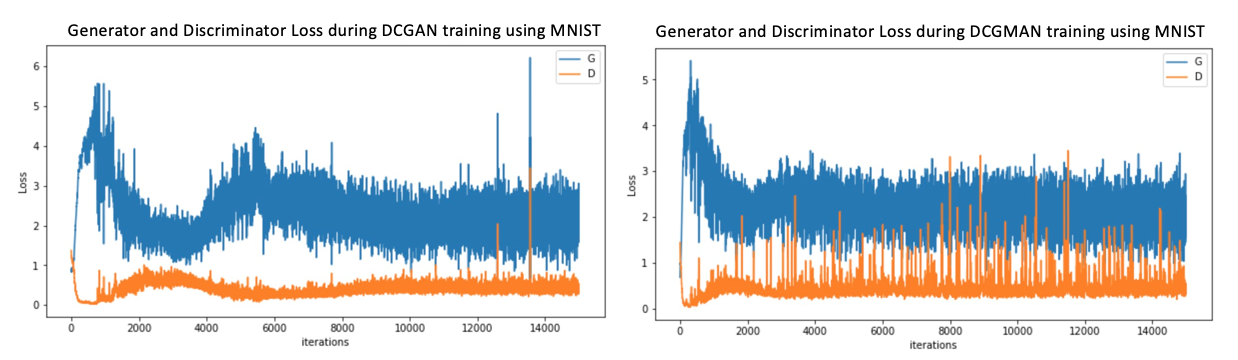 Generator and Discriminator Loss during DCGAN training using MNIST
G
D
6
5
4
3
2
1
0
Loss
0
2000
4000
6000
8000
10000
12000
14000
iterations
Generator and Discriminator Loss during DCGMAN training using MNIST
G
D
5
4
3
2
1
0
Loss
0
2000
4000
6000
8000
10000
12000
14000
iterations